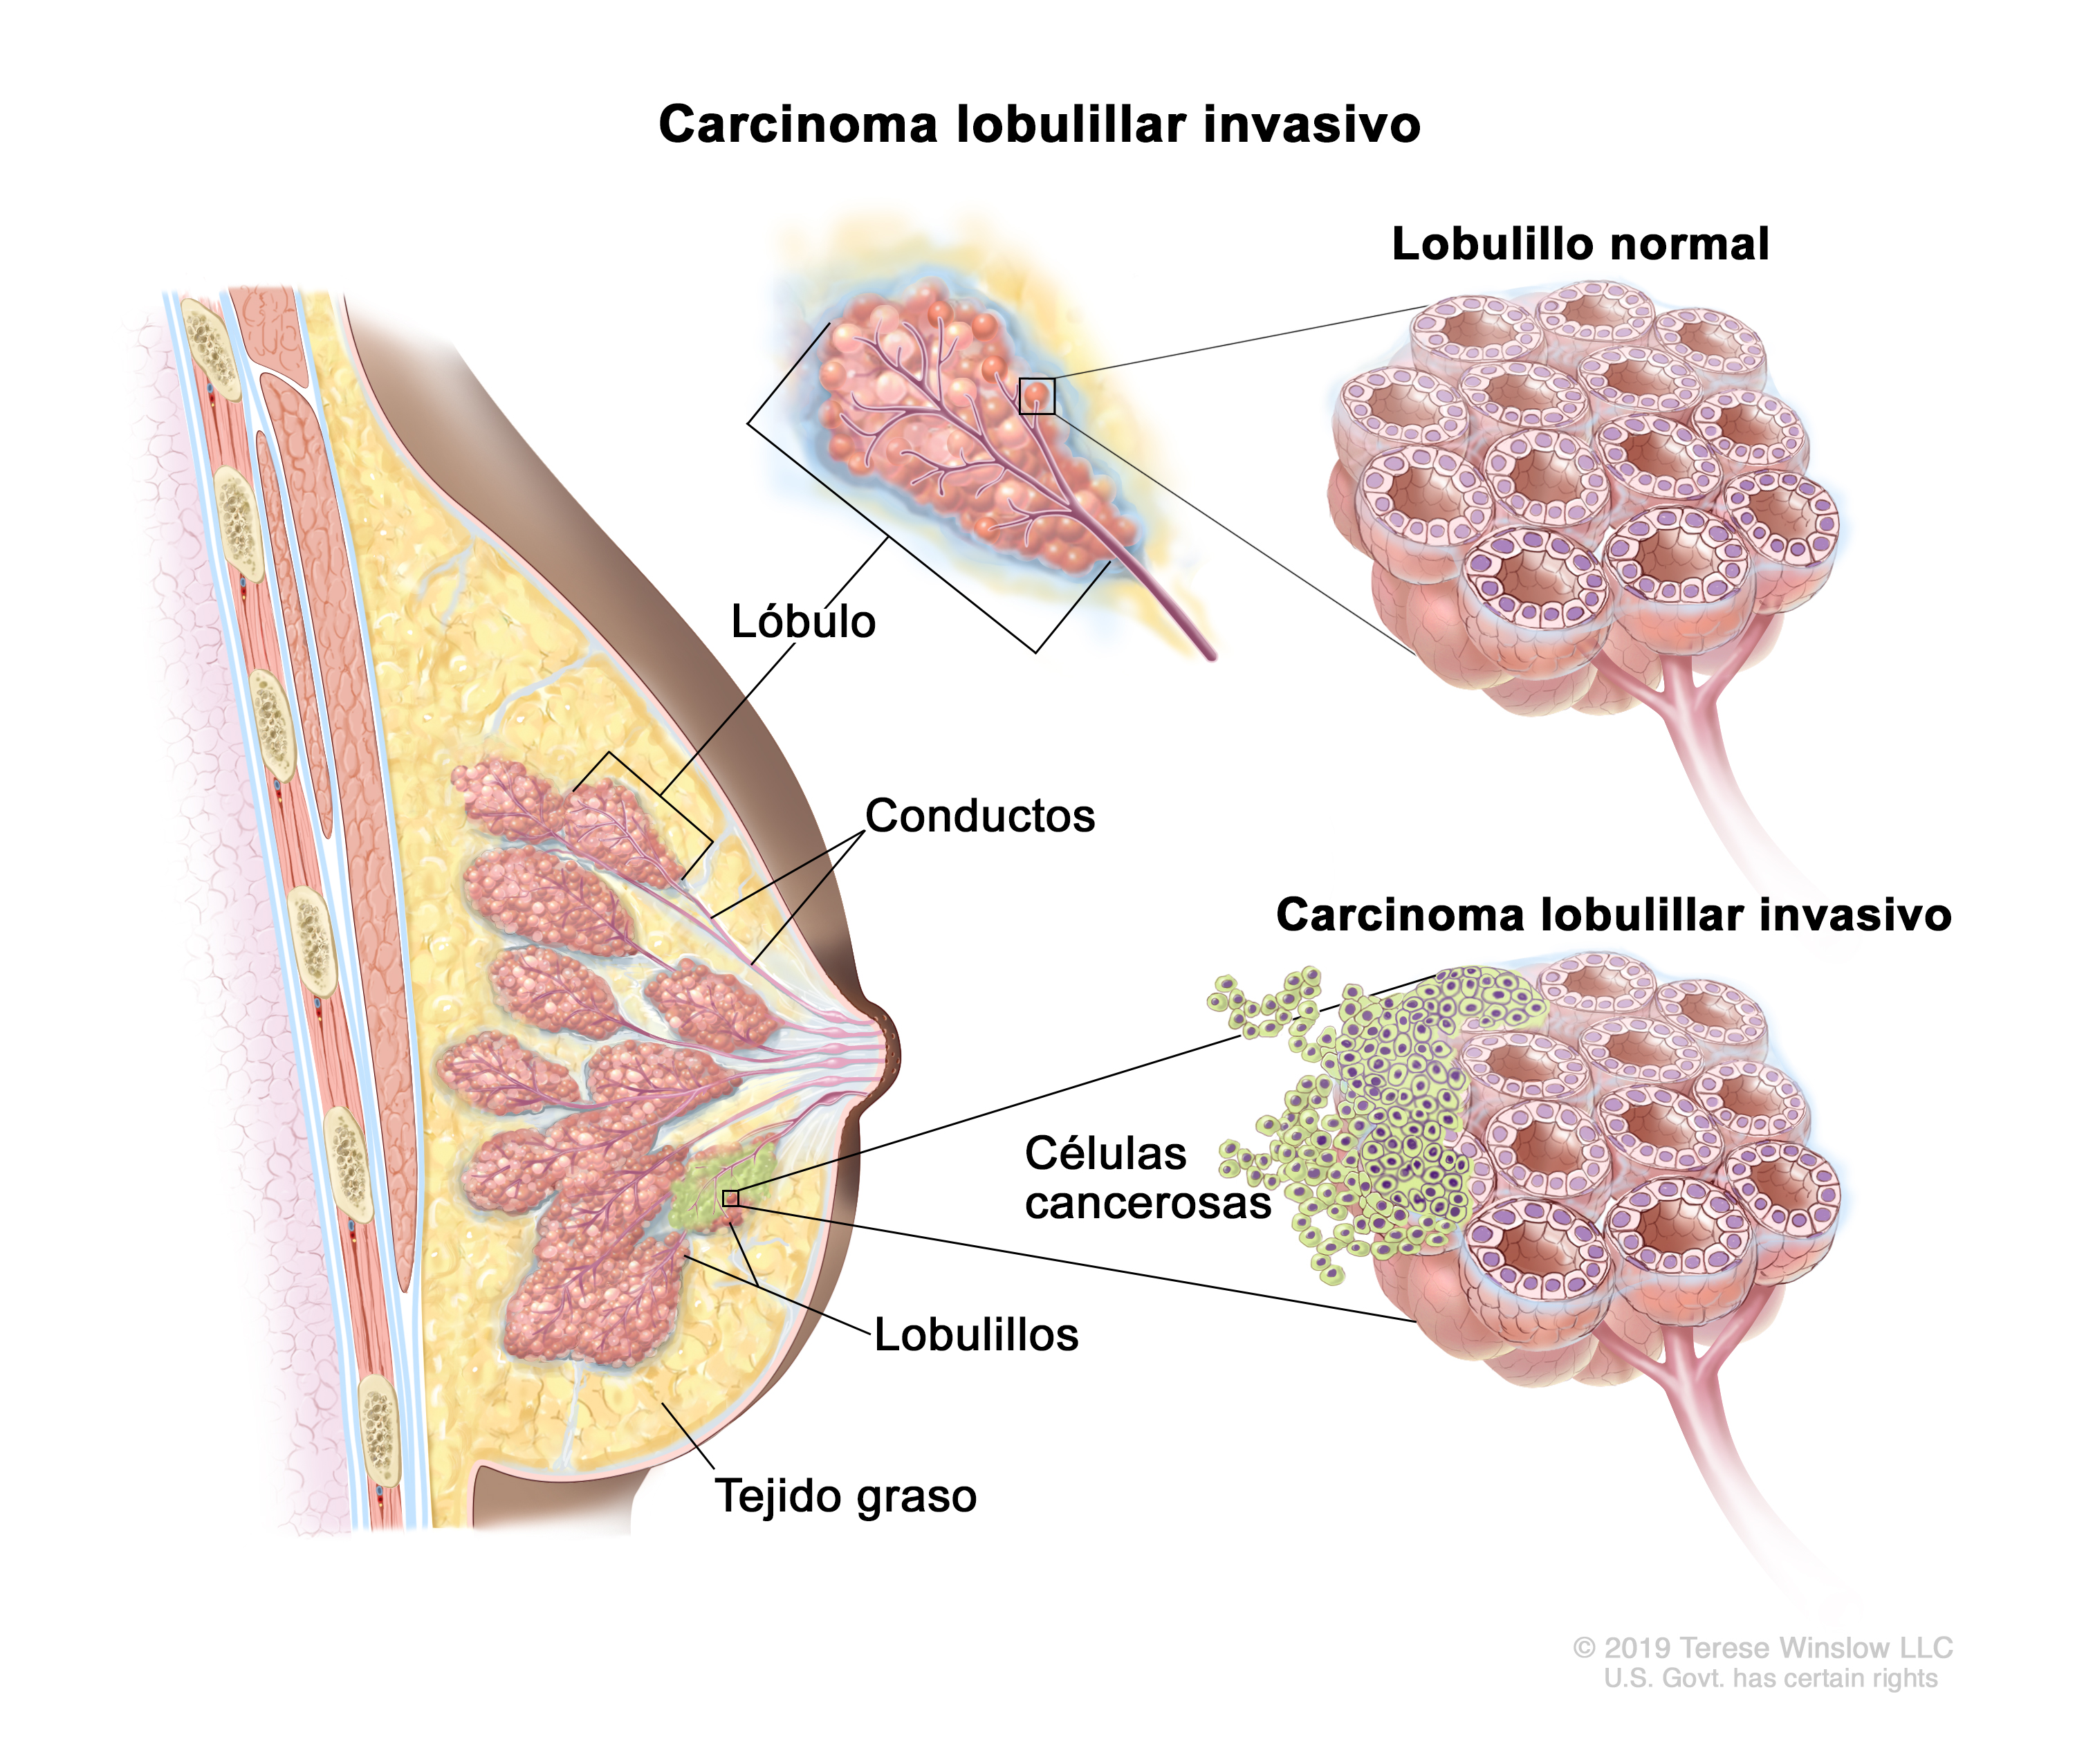 Carcinoma lobulillar invasivo
Lobulillo normal
Lóbulo
Conductos
Carcinoma lobulillar invasivo
Células
cancerosas
Lobulillos
Tejido graso
© 2019 Terese Winslow LLC
U.S. Govt. has certain rights